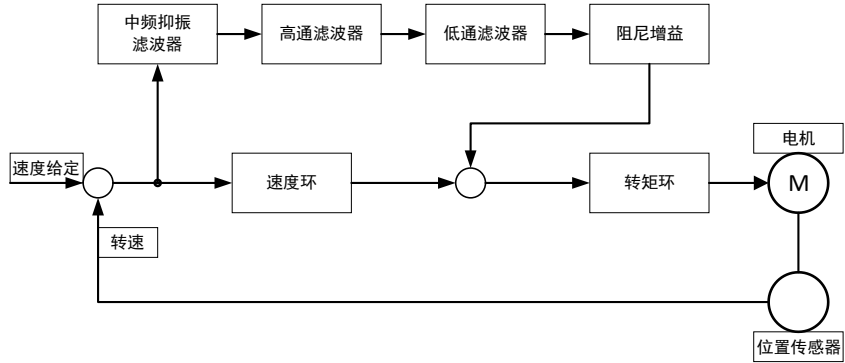 中频抑振
滤波器
高通滤波器
低通滤波器
阻尼增益
速度给定
速度环
转矩环
电机
M
转速
位置传感器